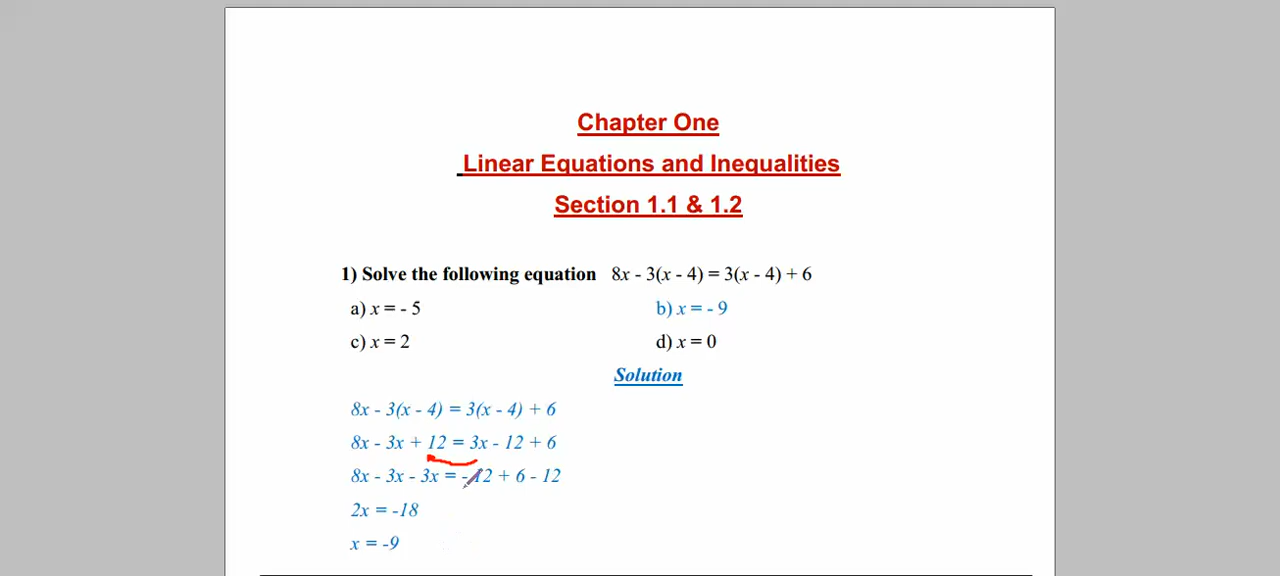 Chapter One
Linear Equations and Inequalities
Section 1.1 & 1.2
1) Solve the following equation 8x - 3(x - 4) = 3(x - 4) + 6
a) x = - 5 b) x = - 9
c) x = 2 d) x = 0
Solution
8x - 3(x - 4) = 3(x - 4) + 6
8x - 3x + 12 = 3x - 12 + 6
8x - 3x - 3x = -12 + 6 - 12
2x = -18
x = -9